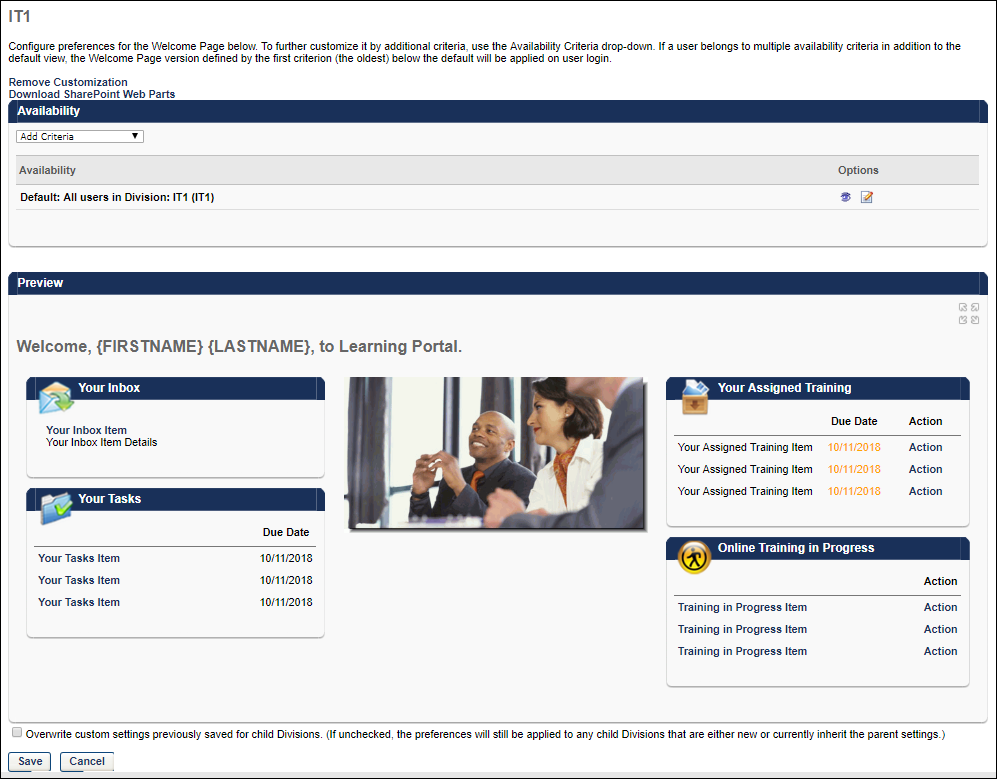 IT1
Configure preferences for the Welcome Page below. To further customize it by additional criteria, use the Availability Criteria drop-down. If a user belongs to multiple availability criteria in addition to the
default view, the Welcome Page version defined by the first criterion (the oldest) below the default will be applied on user login.
Remove Customization
Download SharePoint Web Parts
Availability
Add Criteria
Availability Options
Default: All users in Division: IT1 (IT1)
Preview
Welcome, {FIRSTNAME} {LASTNAME}, to Learning Portal.
Your Inbox
Your Inbox Item
Your Inbox Item Details
Your Tasks
Due Date
Your Tasks Item 10/11/2018
Your Tasks Item 10/11/2018
Your Tasks Item 10/11/2018
Your Assigned Training
Due Date Action
Your Assigned Training Item 10/11/2018 Action
Your Assigned Training Item 10/11/2018 Action
Your Assigned Training Item 10/11/2018 Action
Online Training in Progress
Action
Training in Progress Item Action
Training in Progress Item Action
Training in Progress Item Action
Overwrite custom settings previously saved for child Divisions. (If unchecked, the preferences will still be applied to any child Divisions that are either new or currently inherit the parent settings.)
Save Cancel